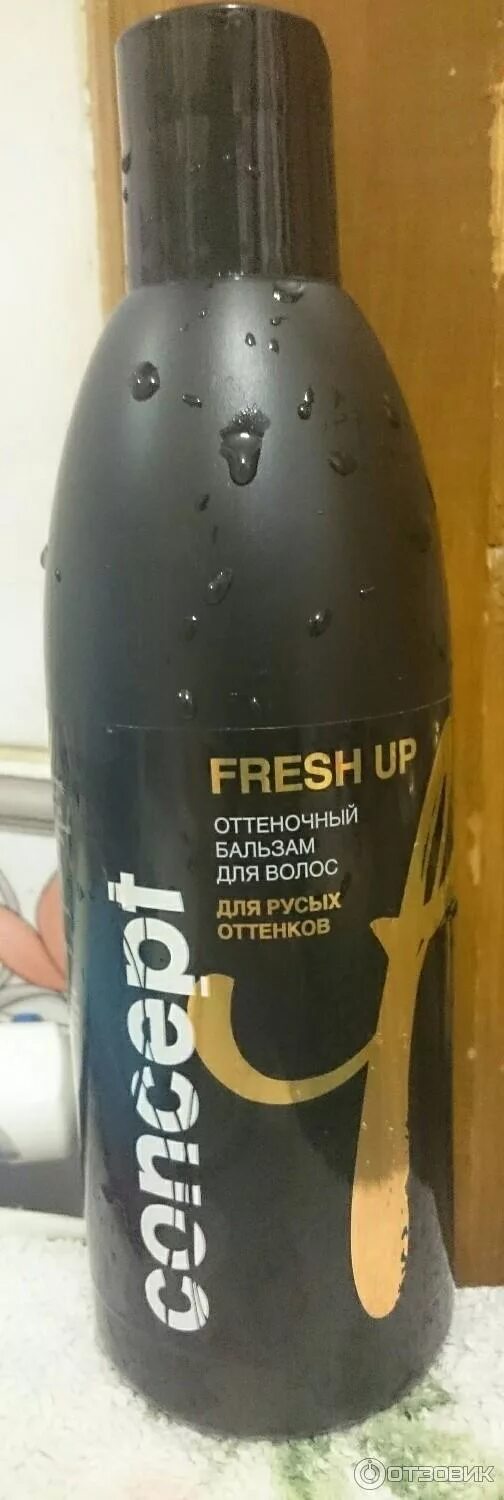 FRESH UP
ОТТЕНОЧНЫЙ
БАЛЬЗАМ
ДЛЯ ВОЛОС
ДЛЯ РУСЫХ
ОТТЕНКОВ
concept
ОТЗОВИК